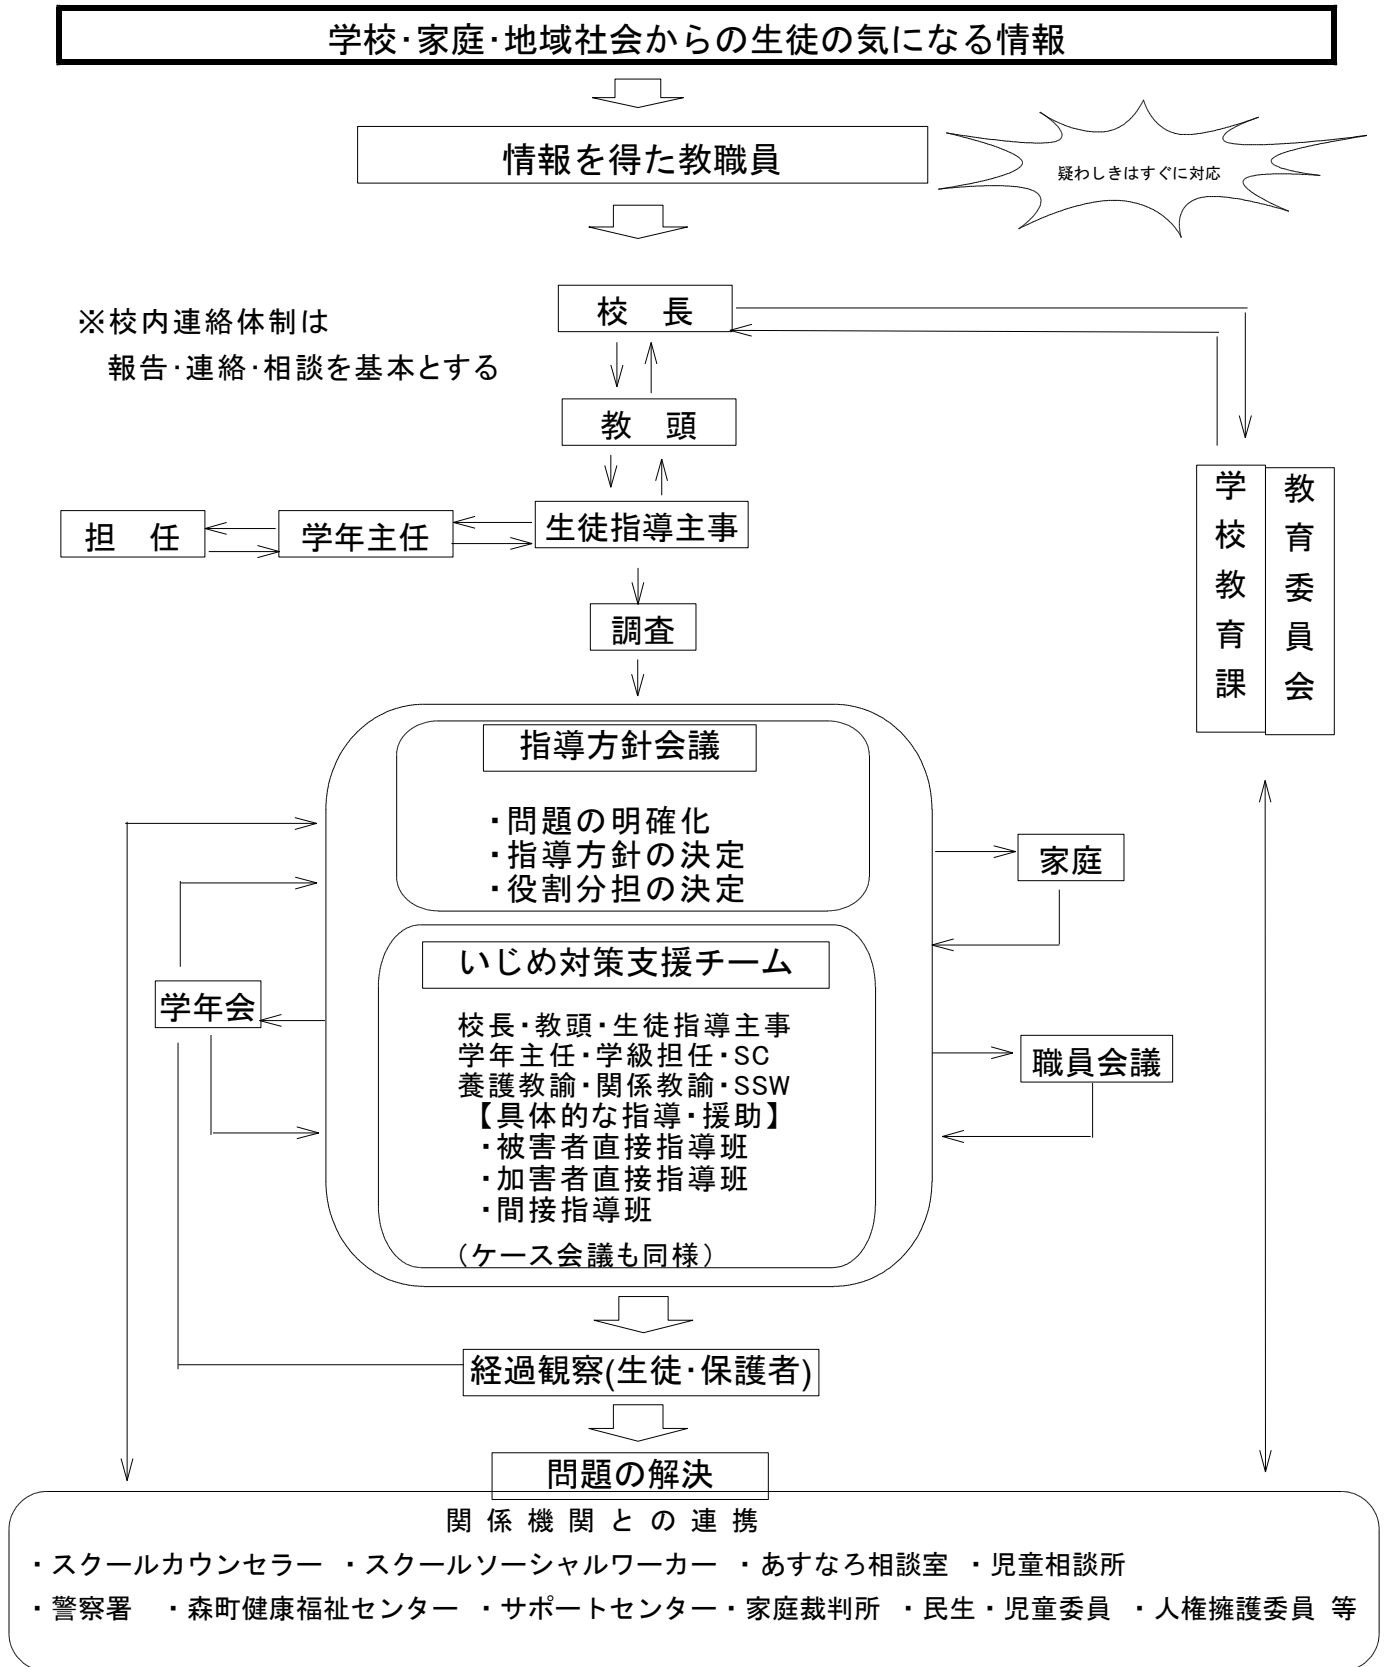 学校・家庭・地域社会からの生徒の気になる情報
情報を得た教職員
疑わしきはすぐに対応
校　長
※校内連絡体制は
報告・連絡・相談を基本とする
教　頭
学校教育課
教育委員会
担　任
学年主任
生徒指導主事
調査
指導方針会議
・問題の明確化
・指導方針の決定
・役割分担の決定
家庭
いじめ対策支援チーム
学年会
校長・教頭・生徒指導主事
学年主任・学級担任・SC
養護教諭・関係教諭・SSW
職員会議
【具体的な指導・援助】
・被害者直接指導班
・加害者直接指導班
・間接指導班
（ケース会議も同様）
経過観察(生徒・保護者)
問題の解決
関 係 機 関 と の 連 携
・スクールカウンセラー ・スクールソーシャルワーカー ・あすなろ相談室 ・児童相談所
・警察署 ・森町健康福祉センター ・サポートセンター・家庭裁判所 ・民生・児童委員 ・人権擁護委員 等